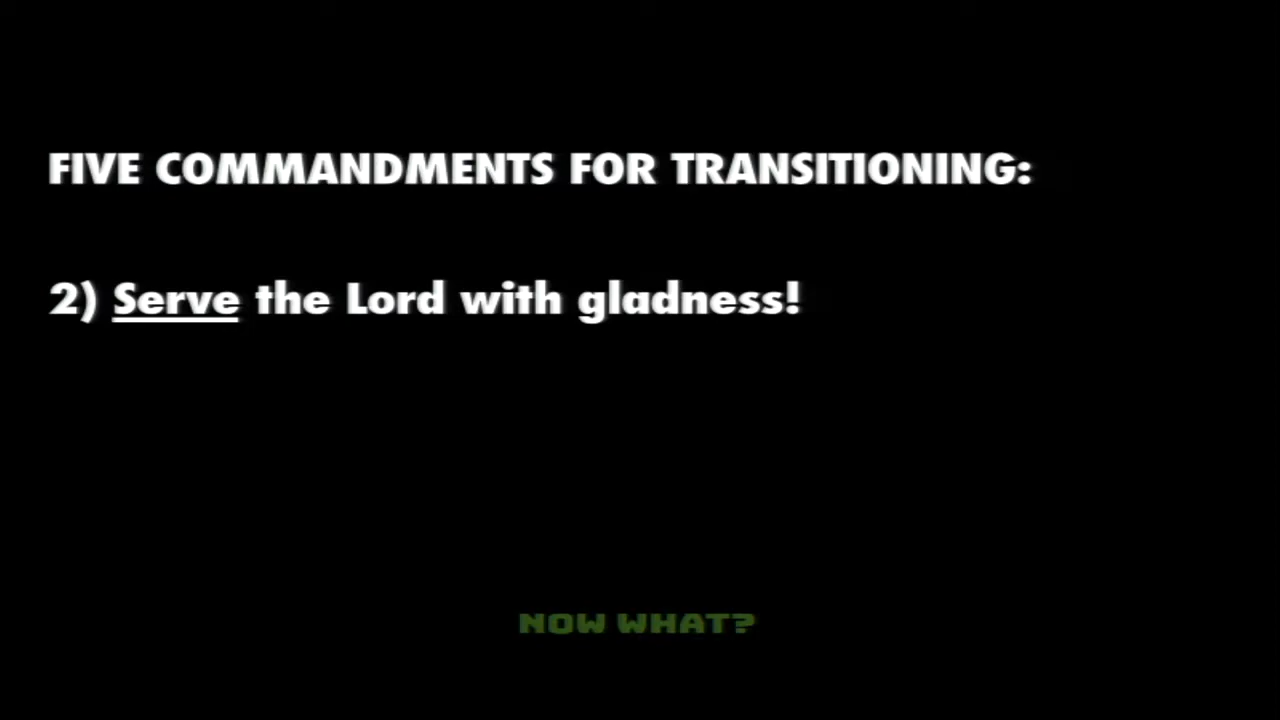 FIVE COMMANDMENTS FOR TRANSITIONING:
2) Serve the Lord with gladness!
NOW WHAT?